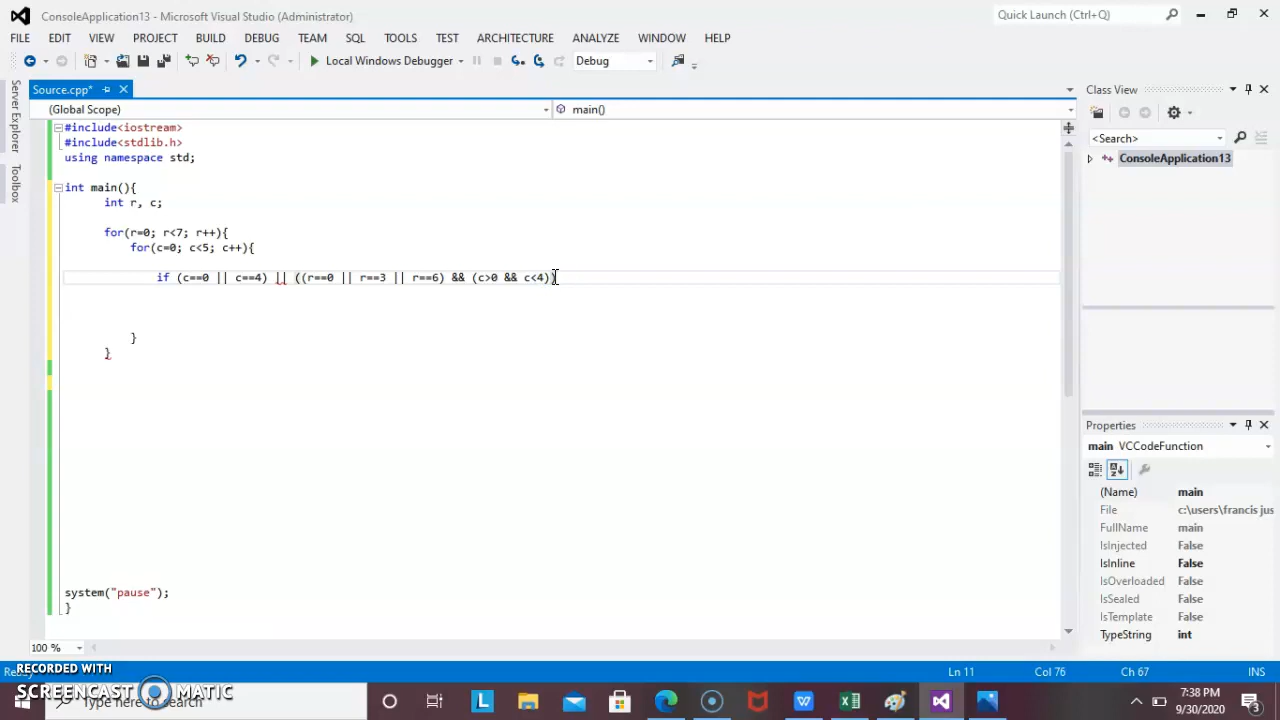 ConsoleApplication13 - Microsoft Visual Studio (Administrator)
Quick Launch (Ctrl+Q)
FILE EDIT VIEW PROJECT BUILD DEBUG TEAM SQL TOOLS TEST ARCHITECTURE ANALYZE WINDOW HELP
Local Windows Debugger Debug
Server Explorer
Toolbox
Source.cpp*
(Global Scope) main()
#include<iostream>
#include<stdlib.h>
using namespace std;
int main(){
int r, c;
for(r=0; r<7; r++){
for(c=0; c<5; c++){
if (c==0 || c==4) || ((r==0 || r==3 || r==6) && (c>0 && c<4))
}
}
system("pause");
}
100 %
Class View
<Search>
ConsoleApplication13
Properties
main VCCodeFunction
(Name) main
File c:\users\francis jus
FullName main
IsInjected False
IsInline False
IsOverloaded False
IsSealed False
IsTemplate False
TypeString int
Ln 11 Col 76 Ch 67 INS
RECORDED WITH
SCREENCAST MATIC
Type here to search
7:38 PM
9/30/2020
3